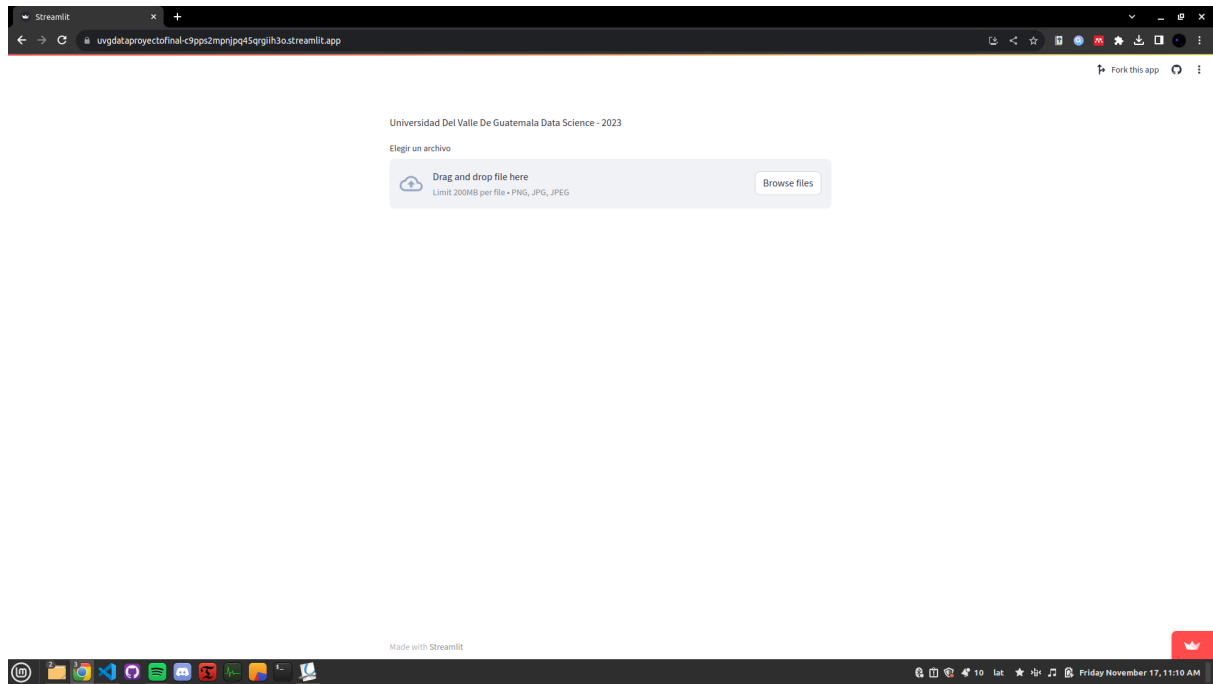 Streamlit
uvgdataproyectofinal-c9pps2mpnjpq45qrgiih3o.streamlit.app
Fork this app
Universidad Del Valle De Guatemala Data Science - 2023
Elegir un archivo
Drag and drop file here
Limit 200MB per file • PNG, JPG, JPEG
Browse files
Made with Streamlit
2
3
10 lat Friday November 17, 11:10 AM